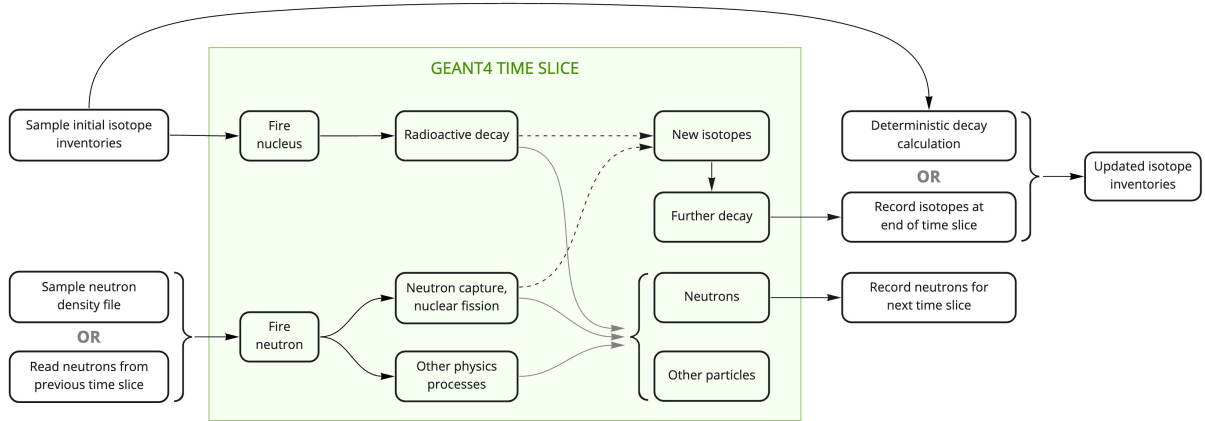 GEANT4 TIME SLICE
Sample initial isotope
inventories
Fire
nucleus
Radioactive decay
New isotopes
Deterministic decay
calculation
OR
Updated isotope
inventories
Further decay
Record isotopes at
end of time slice
Sample neutron
density file
OR
Read neutrons from
previous time slice
Fire
neutron
Neutron capture,
nuclear fission
Other physics
processes
Neutrons
Other particles
Record neutrons for
next time slice